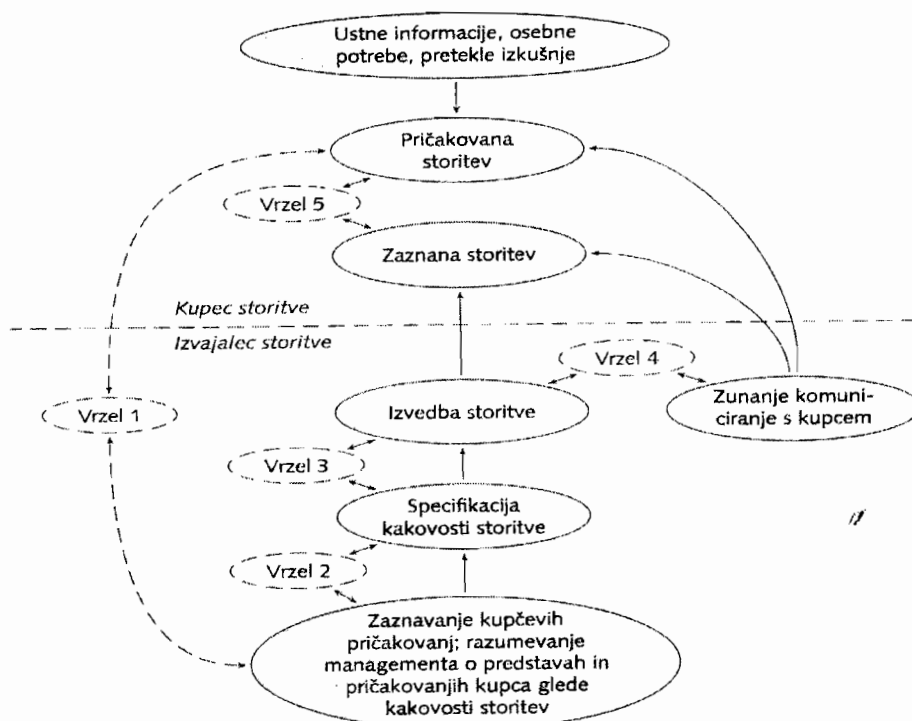 Ustne informacije, osebne
potrebe, pretekle izkušnje
Pričakovana
storitev
Vrzel 5
Zaznana storitev
Kupec storitve
Izvajalec storitve
Vrzel 4
Vrzel 1
Izvedba storitve
Zunanje komuni-
ciranje s kupcem
Vrzel 3
Specifikacija
kakovosti storitve
Vrzel 2
Zaznavanje kupčevih
pričakovanj; razumevanje
managementa o predstavah in
pričakovanjih kupca glede
kakovosti storitev